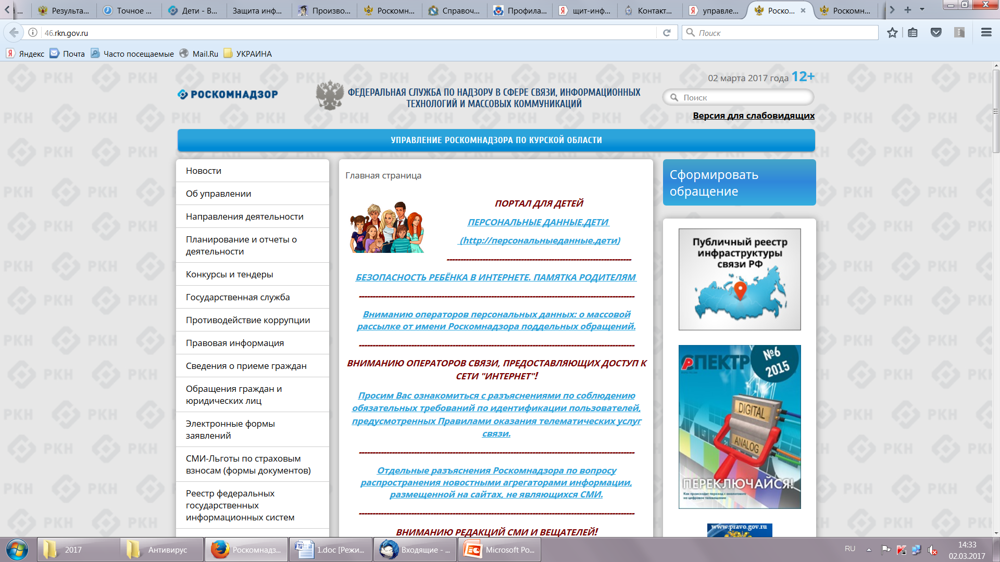 й ...
Результа...
Точное ...
Дети - В...
Защита инф...
Произво...
Роскомн...
Справоч...
Профила...
щит-инф...
Контакт...
управле...
Роско...
Роскомн...
46.rkn.gov.ru
Поиск
Яндекс
Почта
Часто посещаемые
Mail.Ru
УКРАИНА
РОСКОМНАДЗОР
ФЕДЕРАЛЬНАЯ СЛУЖБА ПО НАДЗОРУ В СФЕРЕ СВЯЗИ, ИНФОРМАЦИОННЫХ
ТЕХНОЛОГИЙ И МАССОВЫХ КОММУНИКАЦИЙ
02 марта 2017 года 12+
Поиск
Версия для слабовидящих
УПРАВЛЕНИЕ РОСКОМНАДЗОРА ПО КУРСКОЙ ОБЛАСТИ
Новости
Об управлении
Направления деятельности
Планирование и отчеты о
деятельности
Конкурсы и тендеры
Государственная служба
Противодействие коррупции
Правовая информация
Сведения о приеме граждан
Обращения граждан и
юридических лиц
Электронные формы
заявлений
СМИ-Льготы по страховым
взносам (формы документов)
Реестр федеральных
государственных
информационных систем
Главная страница
ПОРТАЛ ДЛЯ ДЕТЕЙ
ПЕРСОНАЛЬНЫЕ ДАННЫЕ.ДЕТИ
(http://персональныеданные.дети)
БЕЗОПАСНОСТЬ РЕБЁНКА В ИНТЕРНЕТЕ. ПАМЯТКА РОДИТЕЛЯМ
Вниманию операторов персональных данных: о массовой
рассылке от имени Роскомнадзора поддельных обращений.
ВНИМАНИЮ ОПЕРАТОРОВ СВЯЗИ, ПРЕДОСТАВЛЯЮЩИХ ДОСТУП К
СЕТИ "ИНТЕРНЕТ"!
Просим Вас ознакомиться с разъяснениями по соблюдению
обязательных требований по идентификации пользователей,
предусмотренных Правилами оказания телематических услуг
связи.
Отдельные разъяснения Роскомнадзора по вопросу
распространения новостными агрегаторами информации,
размещенной на сайтах, не являющихся СМИ.
ВНИМАНИЮ РЕДАКЦИЙ СМИ И ВЕЩАТЕЛЕЙ!
Сформировать
обращение
Публичный реестр
инфраструктуры
связи РФ
СПЕКТР
№6
2015
DIGITAL
ANALOG
ПЕРЕКЛЮЧАЙСЯ!
Как происходит переход с аналогового
на цифровое телевидение
www.pravo.gov.ru
РКН
2017
Антивирус
Роскомнадз...
1.doc [Режи...
Входящие - ...
Microsoft Po...
RU
14:33
02.03.2017